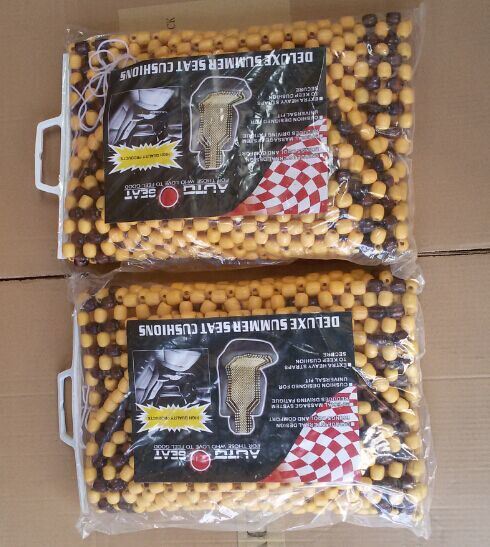 AUTO SEAT
FOR THOSE WHO LOVE TO FEEL GOOD
HIGH QUALITY PRODUCTS
MASSAGE SYSTEM
REDUCES DRIVING FATIGUE
CUSHION DESIGNED FOR
UNIVERSAL FIT
EXTRA HEAVY STRAPS
TO KEEP CUSHION
SECURE
DELUXE SUMMER SEAT CUSHIONS
AUTO SEAT
FOR THOSE WHO LOVE TO FEEL GOOD
HIGH QUALITY PRODUCTS
DESIGN
AND COMFORT
MASSAGE SYSTEM
REDUCES DRIVING FATIGUE
CUSHION DESIGNED FOR
UNIVERSAL FIT
EXTRA HEAVY STRAPS
TO KEEP CUSHION
SECURE
DELUXE SUMMER SEAT CUSHIONS